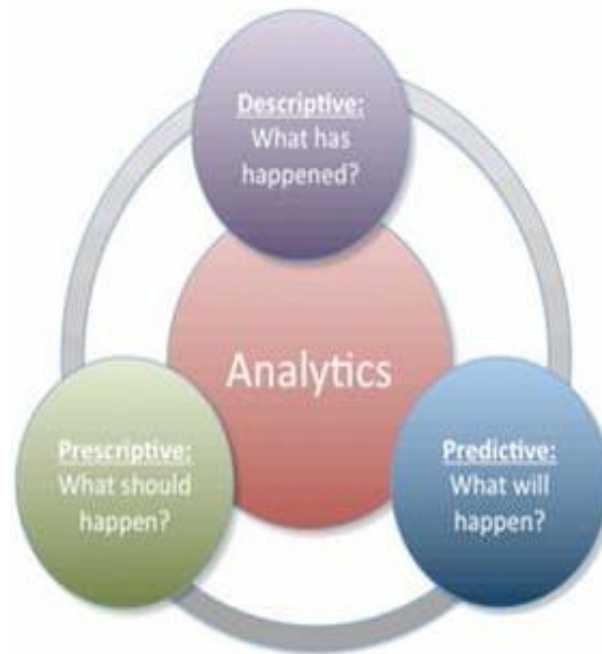 Descriptive:
What has
happened?
Analytics
Prescriptive:
What should
happen?
Predictive:
What will
happen?